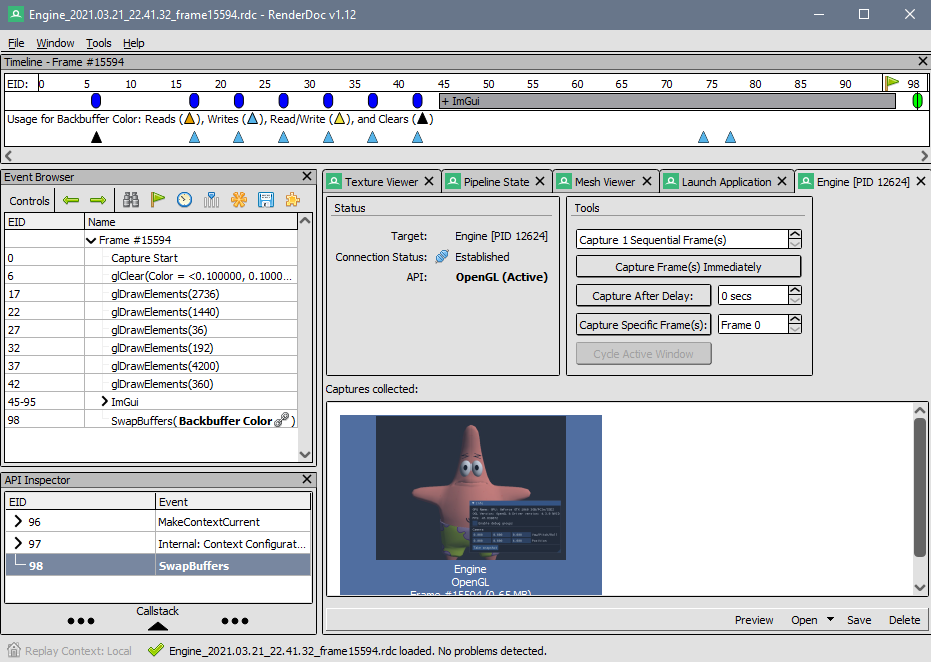 Engine_2021.03.21_22.41.32_frame15594.rdc - RenderDoc v1.12
File Window Tools Help
Timeline - Frame #15594
EID: 0 5 10 15 20 25 30 35 40 45 50 55 60 65 70 75 80 85 90 98
+ ImGui
Usage for Backbuffer Color: Reads (), Writes (), Read/Write (), and Clears ()
Event Browser
Controls
EID Name
Frame #15594
0 Capture Start
6 glClear(Color = <0.100000, 0.1000...
17 glDrawElements(2736)
22 glDrawElements(1440)
27 glDrawElements(36)
32 glDrawElements(192)
37 glDrawElements(4200)
42 glDrawElements(360)
45-95 ImGui
98 SwapBuffers(Backbuffer Color)
API Inspector
EID Event
96 MakeContextCurrent
97 Internal: Context Configurat...
98 SwapBuffers
Callstack
Texture Viewer Pipeline State Mesh Viewer Launch Application Engine [PID 12624]
Status
Target: Engine [PID 12624]
Connection Status: Established
API: OpenGL (Active)
Tools
Capture 1 Sequential Frame(s)
Capture Frame(s) Immediately
Capture After Delay: 0 secs
Capture Specific Frame(s): Frame 0
Cycle Active Window
Captures collected:
Engine
OpenGL
Frame #15594 (0.65 MB)
Preview Open Save Delete
Replay Context: Local Engine_2021.03.21_22.41.32_frame15594.rdc loaded. No problems detected.